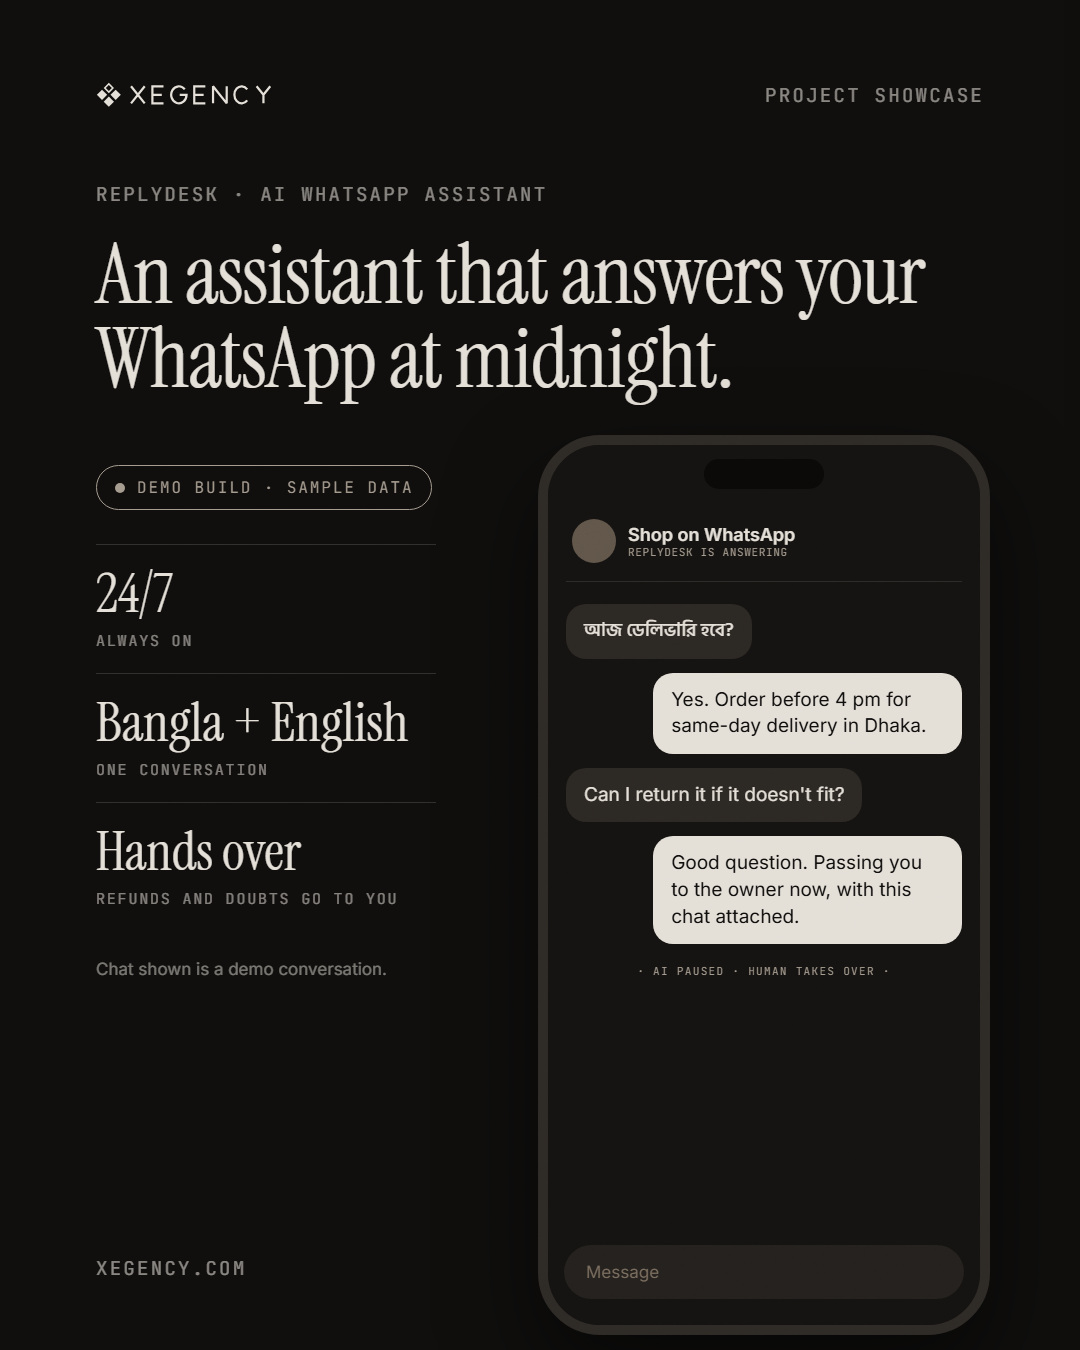 XEGENCY
PROJECT SHOWCASE
REPLYDESK · AI WHATSAPP ASSISTANT
An assistant that answers your
WhatsApp at midnight.
DEMO BUILD · SAMPLE DATA
24/7
ALWAYS ON
Bangla + English
ONE CONVERSATION
Hands over
REFUNDS AND DOUBTS GO TO YOU
Chat shown is a demo conversation.
Shop on WhatsApp
REPLYDESK IS ANSWERING
আজ ডেলিভারি হবে?
Yes. Order before 4 pm for
same-day delivery in Dhaka.
Can I return it if it doesn't fit?
Good question. Passing you
to the owner now, with this
chat attached.
· AI PAUSED · HUMAN TAKES OVER ·
Message
XEGENCY.COM